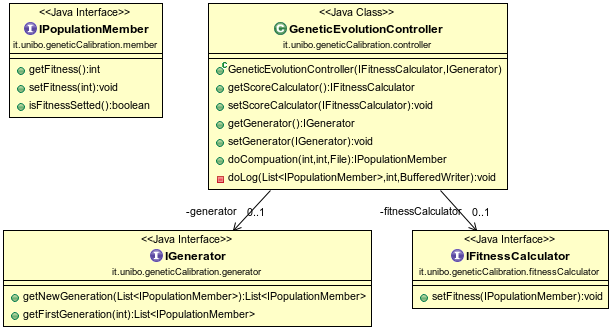 <<Java Interface>>
IPopulationMember
it.unibo.geneticCalibration.member
getFitness():int
setFitness(int):void
isFitnessSetted():boolean
<<Java Class>>
GeneticEvolutionController
it.unibo.geneticCalibration.controller
GeneticEvolutionController(IFitnessCalculator,IGenerator)
getScoreCalculator():IFitnessCalculator
setScoreCalculator(IFitnessCalculator):void
getGenerator():IGenerator
setGenerator(IGenerator):void
doCompuation(int,int,File):IPopulationMember
doLog(List<IPopulationMember>,int,BufferedWriter):void
-generator 0..1
-fitnessCalculator 0..1
<<Java Interface>>
IGenerator
it.unibo.geneticCalibration.generator
getNewGeneration(List<IPopulationMember>):List<IPopulationMember>
getFirstGeneration(int):List<IPopulationMember>
<<Java Interface>>
IFitnessCalculator
it.unibo.geneticCalibration.fitnessCalculator
setFitness(IPopulationMember):void